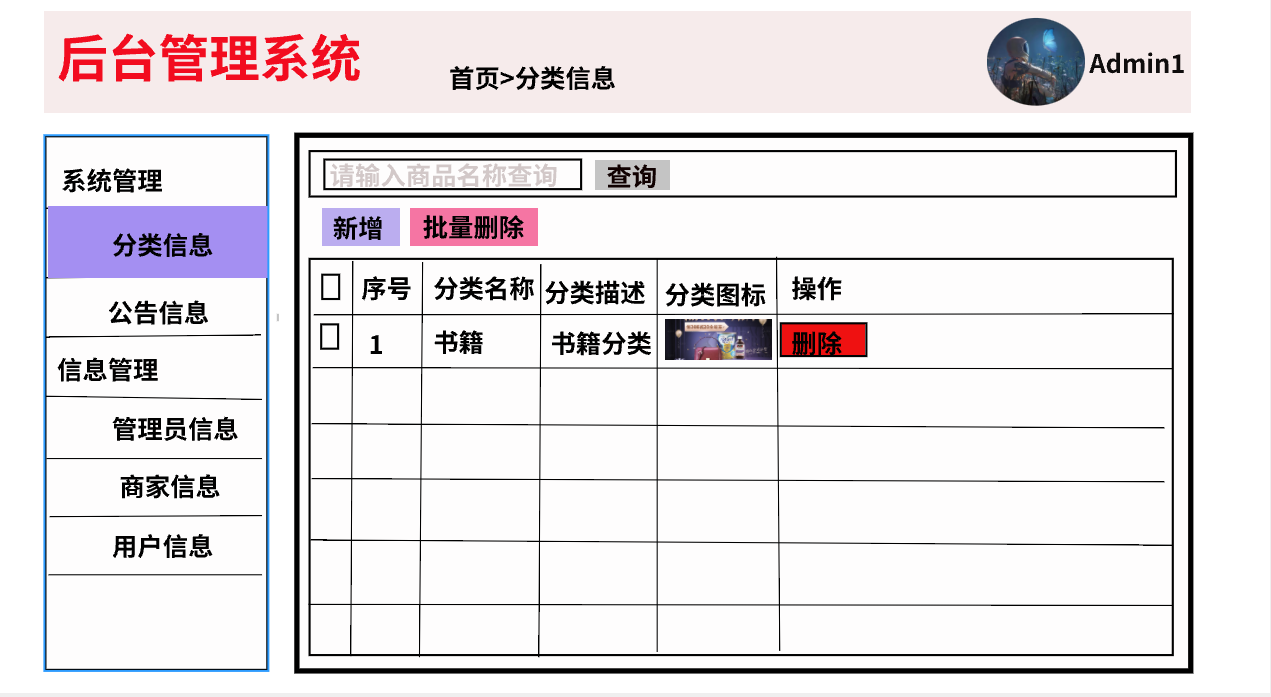 后台管理系统
首页>分类信息
Admin1
系统管理
分类信息
公告信息
信息管理
管理员信息
商家信息
用户信息
请输入商品名称查询 查询
新增 批量删除
序号 分类名称 分类描述 分类图标 操作
1 书籍 书籍分类 删除